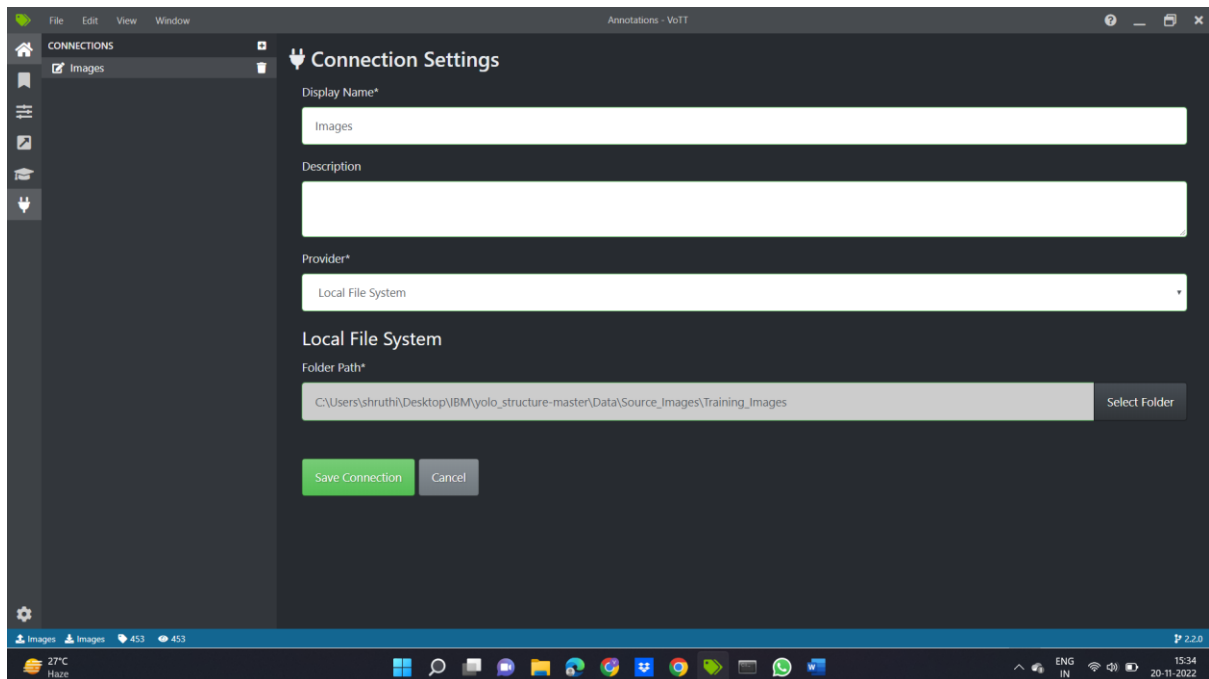 File Edit View Window
Annotations - VoTT
CONNECTIONS
Images
Connection Settings
Display Name*
Images
Description
Provider*
Local File System
Local File System
Folder Path*
C:\Users\shruthi\Desktop\IBM\yolo_structure-master\Data\Source_Images\Training_Images
Select Folder
Save Connection
Cancel
Images Images 453 453
2.2.0
27°C
Haze
ENG
IN
15:34
20-11-2022